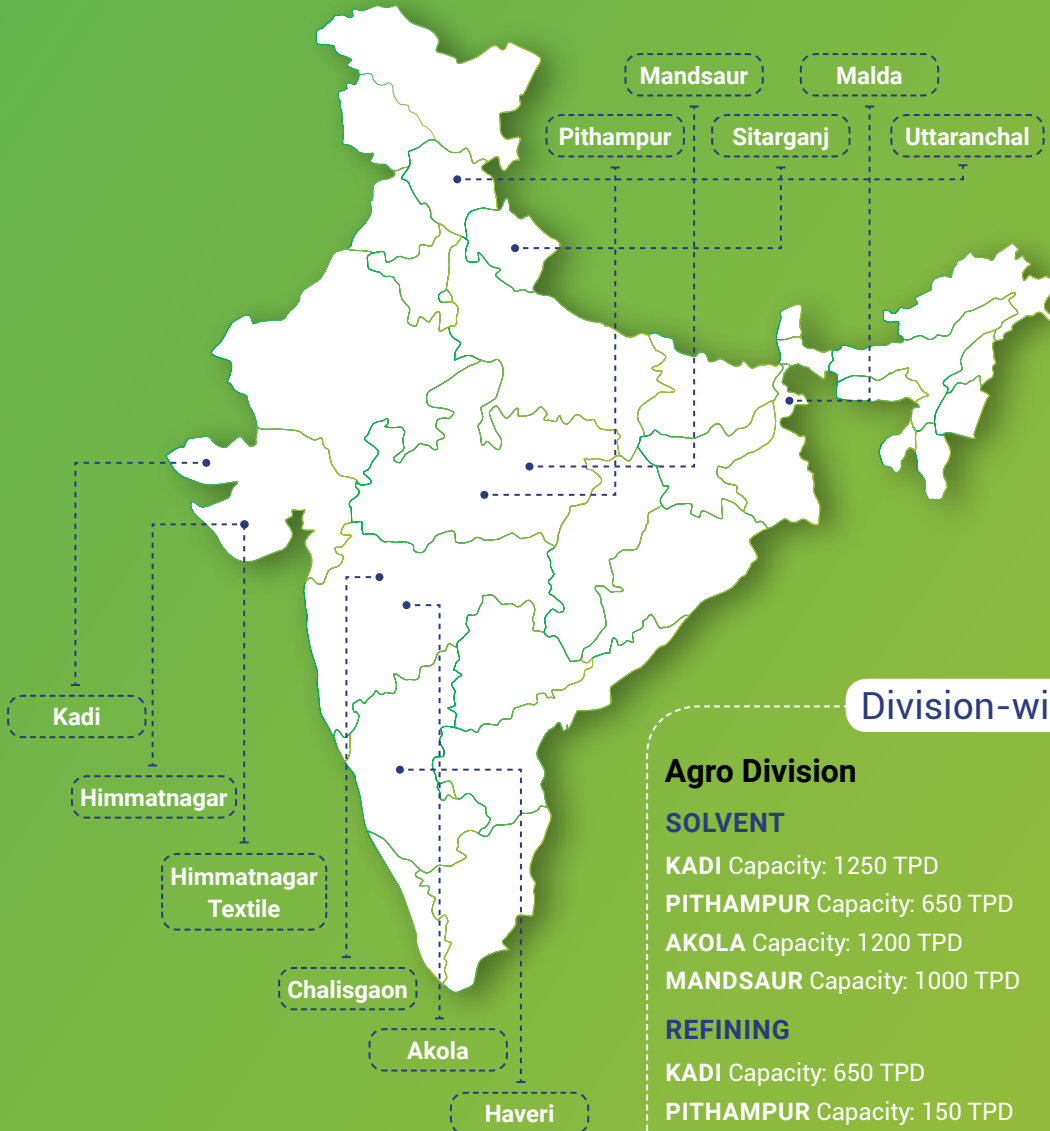 Mandsaur
Malda
Pithampur
Sitarganj
Uttaranchal
Kadi
Himmatnagar
Himmatnagar
Textile
Chalisgaon
Akola
Haveri
Division-wi
Agro Division
SOLVENT
KADI Capacity: 1250 TPD
PITHAMPUR Capacity: 650 TPD
AKOLA Capacity: 1200 TPD
MANDSAUR Capacity: 1000 TPD
REFINING
KADI Capacity: 650 TPD
PITHAMPUR Capacity: 150 TPD